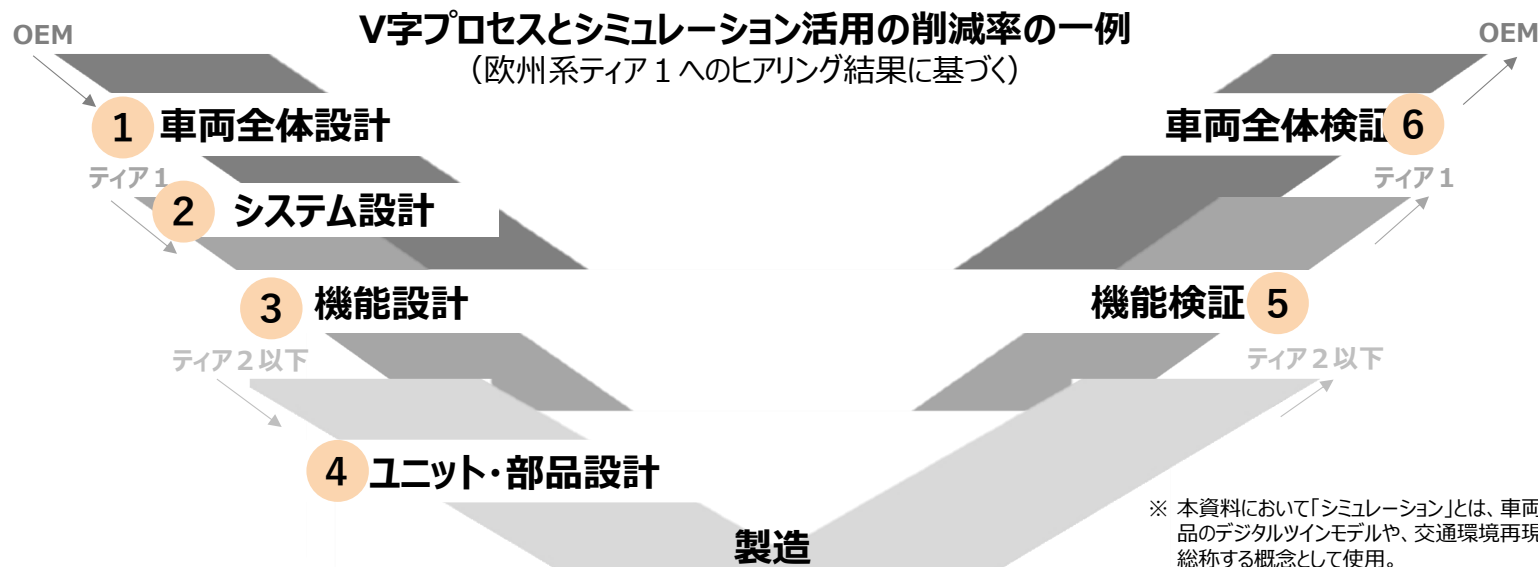 V字プロセスとシミュレーション活用の削減率の一例
（欧州系ティア１へのヒアリング結果に基づく）
OEM
OEM
1 車両全体設計
車両全体検証 6
ティア１
ティア１
2 システム設計
3 機能設計
機能検証 5
ティア２以下
ティア２以下
4 ユニット・部品設計
製造
※ 本資料において「シミュレーション」とは、車両
品のデジタルツインモデルや、交通環境再現
総称する概念として使用。